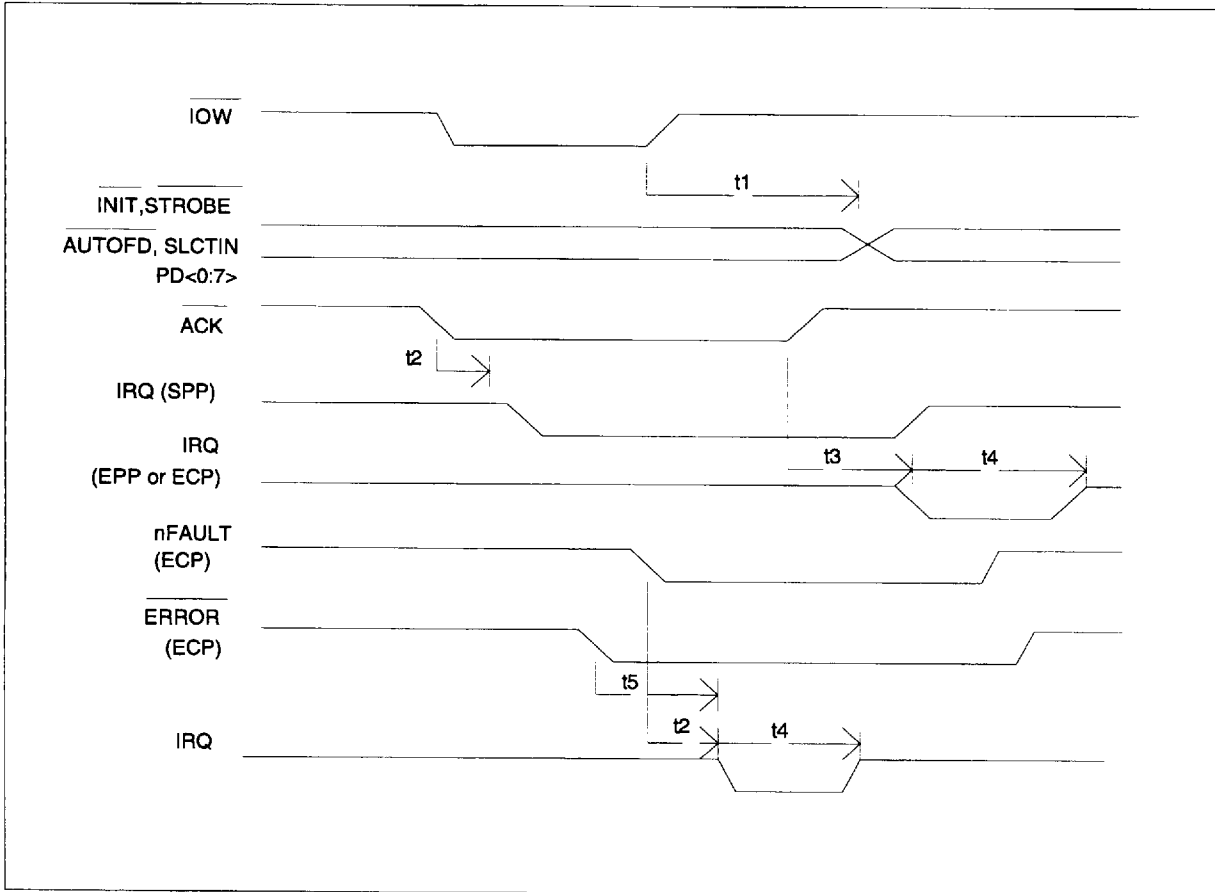 IOW
t1
INIT,STROBE
AUTOFD, SLCTIN
PD<0:7>
ACK
t2
IRQ (SPP)
IRQ
(EPP or ECP)
t3
t4
nFAULT
(ECP)
ERROR
(ECP)
t5
t2
t4
IRQ